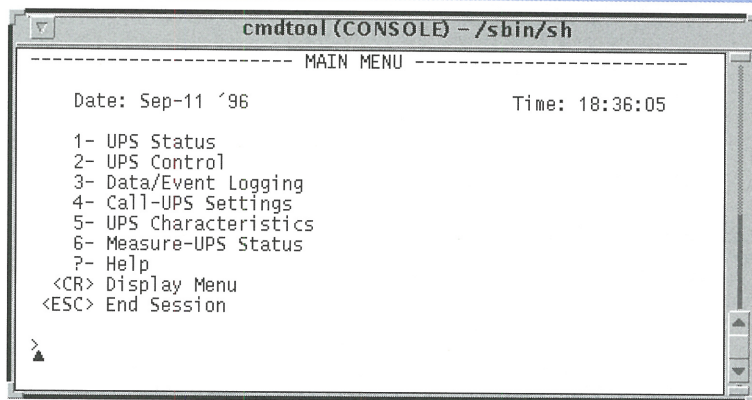 cmdtool (CONSOLE) – /sbin/sh
------------------------ MAIN MENU -------------------------
Date: Sep-11 ´96 Time: 18:36:05
1- UPS Status
2- UPS Control
3- Data/Event Logging
4- Call-UPS Settings
5- UPS Characteristics
6- Measure-UPS Status
?- Help
<CR> Display Menu
<ESC> End Session
>